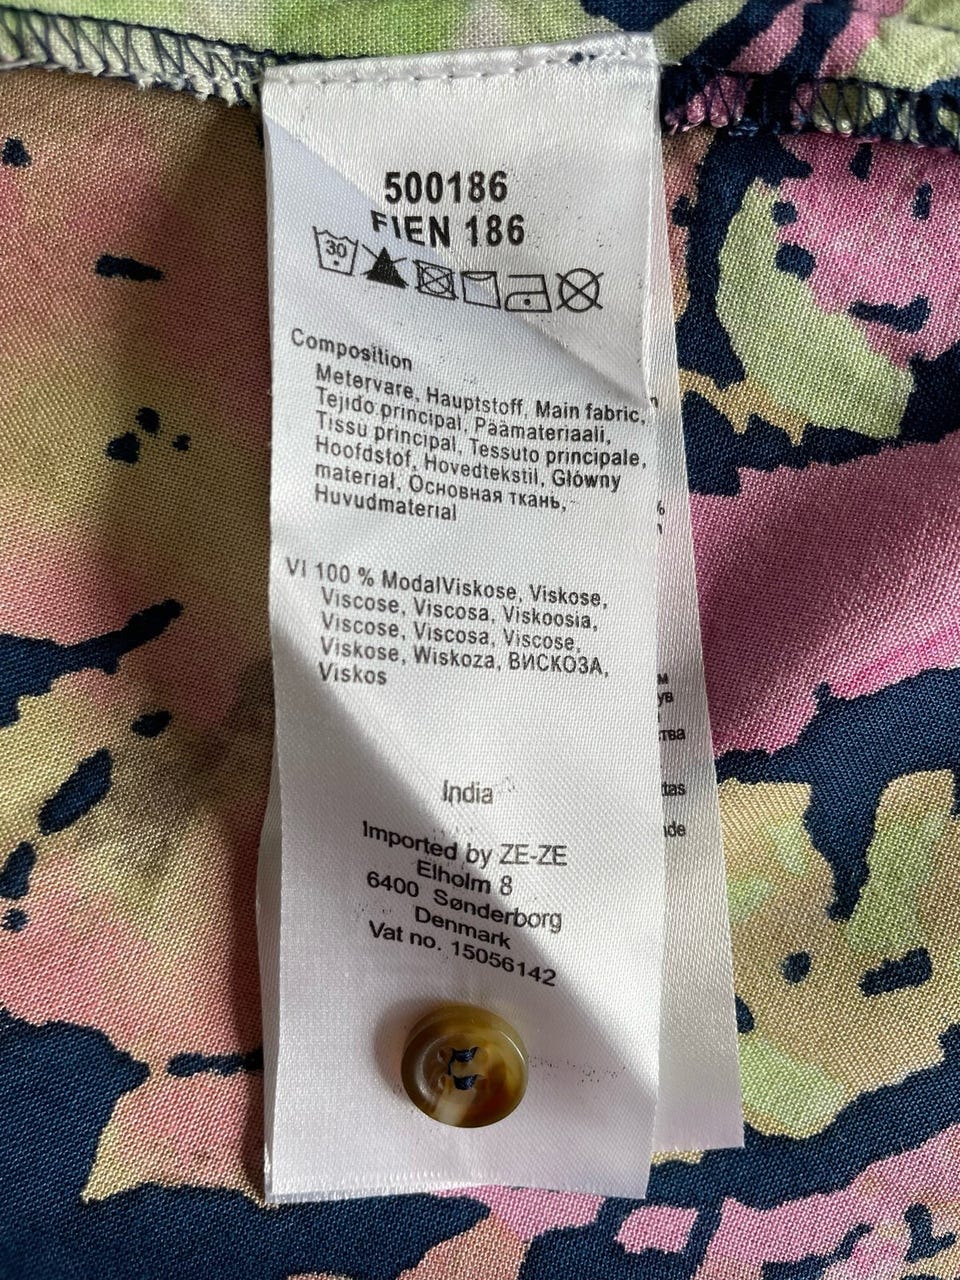 500186
FIEN 186
30
Composition
Metervare, Hauptstoff, Main fabric,
Tejido principal, Päämateriaali,
Tissu principal, Tessuto principale,
Hoofdstof, Hovedtekstil, Główny
materiał, Основная ткань,
Huvudmaterial
VI 100 % ModalViskose, Viskose,
Viscose, Viscosa, Viskoosia,
Viscose, Viscosa, Viscose,
Viskose, Wiskoza, ВИСКОЗА,
Viskos
India
Imported by ZE-ZE
Elholm 8
6400 Sønderborg
Denmark
Vat no. 15056142